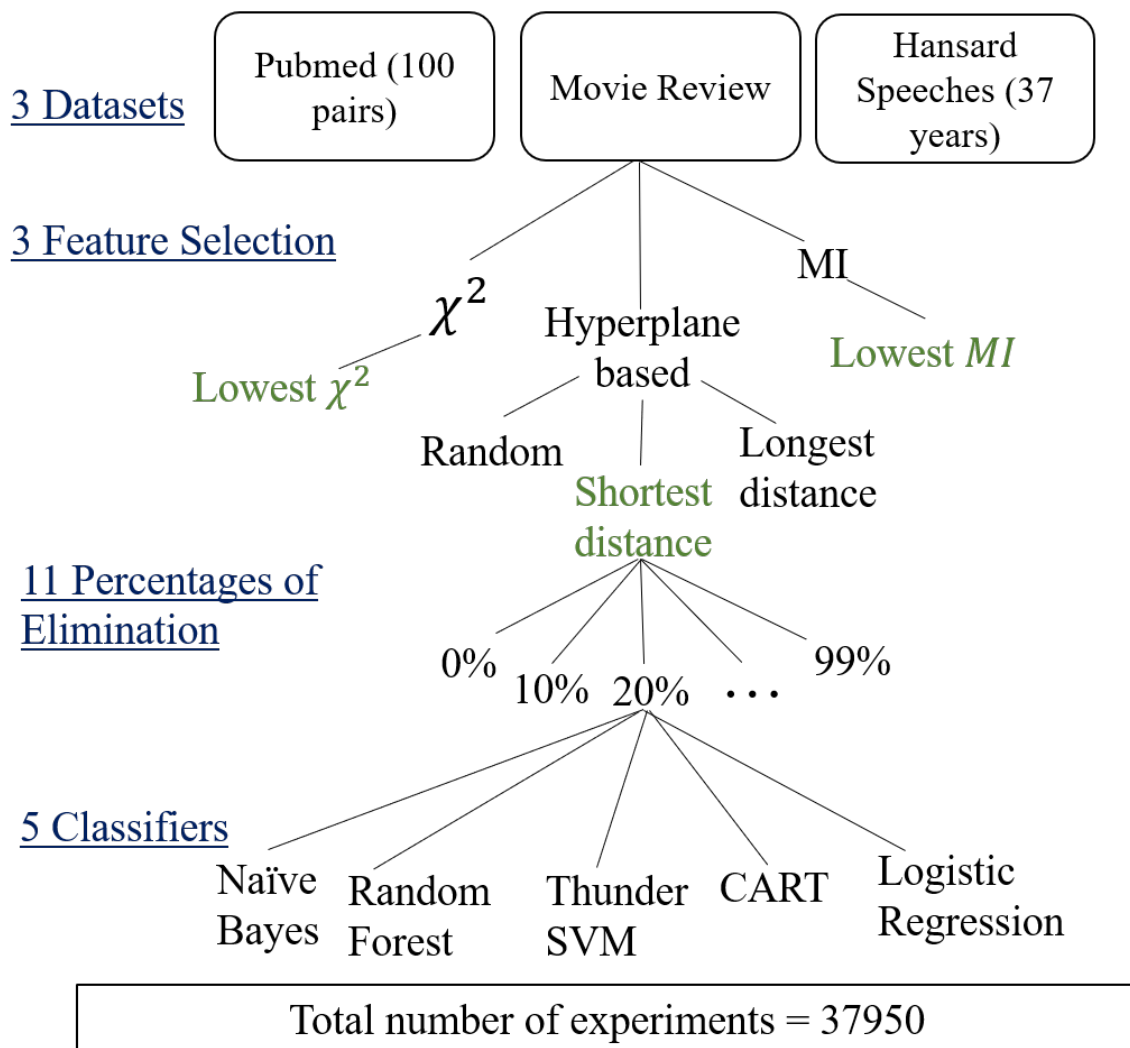 3 Datasets
Pubmed (100
pairs)
Movie Review
Hansard
Speeches (37
years)
3 Feature Selection
χ²
Lowest χ²
Hyperplane
based
MI
Lowest MI
Random
Shortest
distance
Longest
distance
11 Percentages of
Elimination
0%
10%
20%
...
99%
5 Classifiers
Naïve
Bayes
Random
Forest
Thunder
SVM
CART
Logistic
Regression
Total number of experiments = 37950